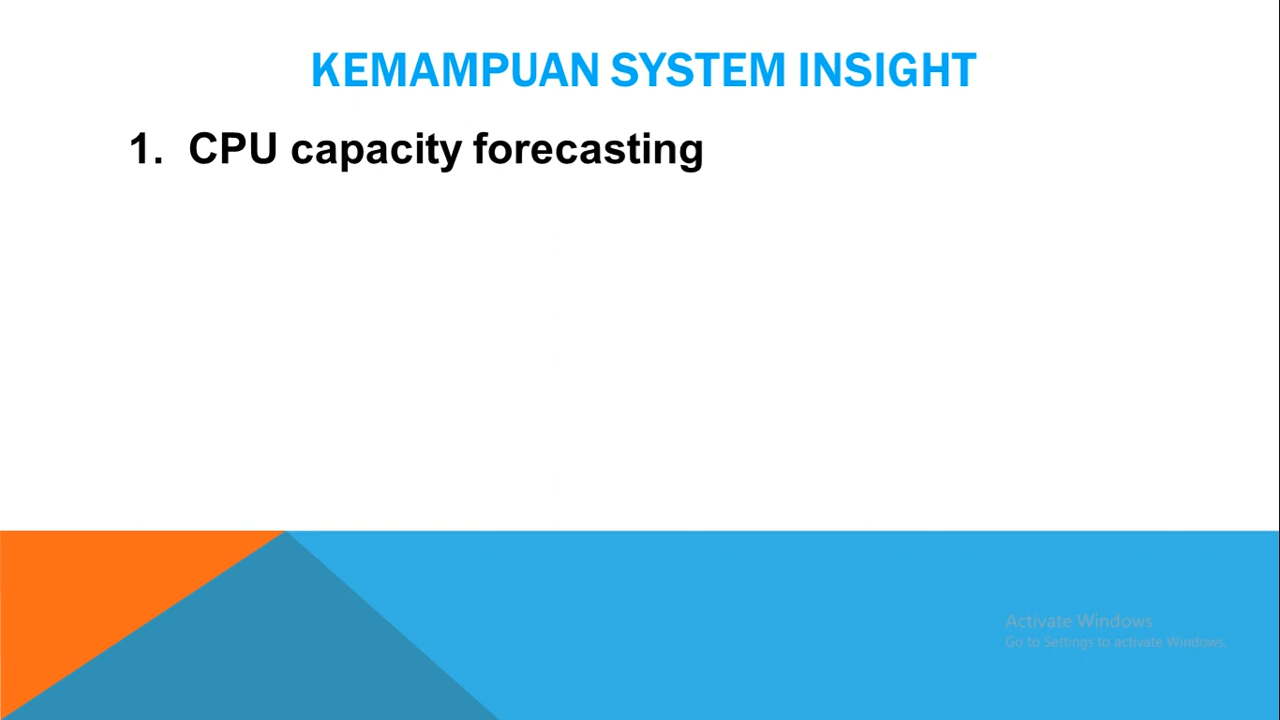 KEMAMPUAN SYSTEM INSIGHT
1. CPU capacity forecasting
Activate Windows
Go to Settings to activate Windows.